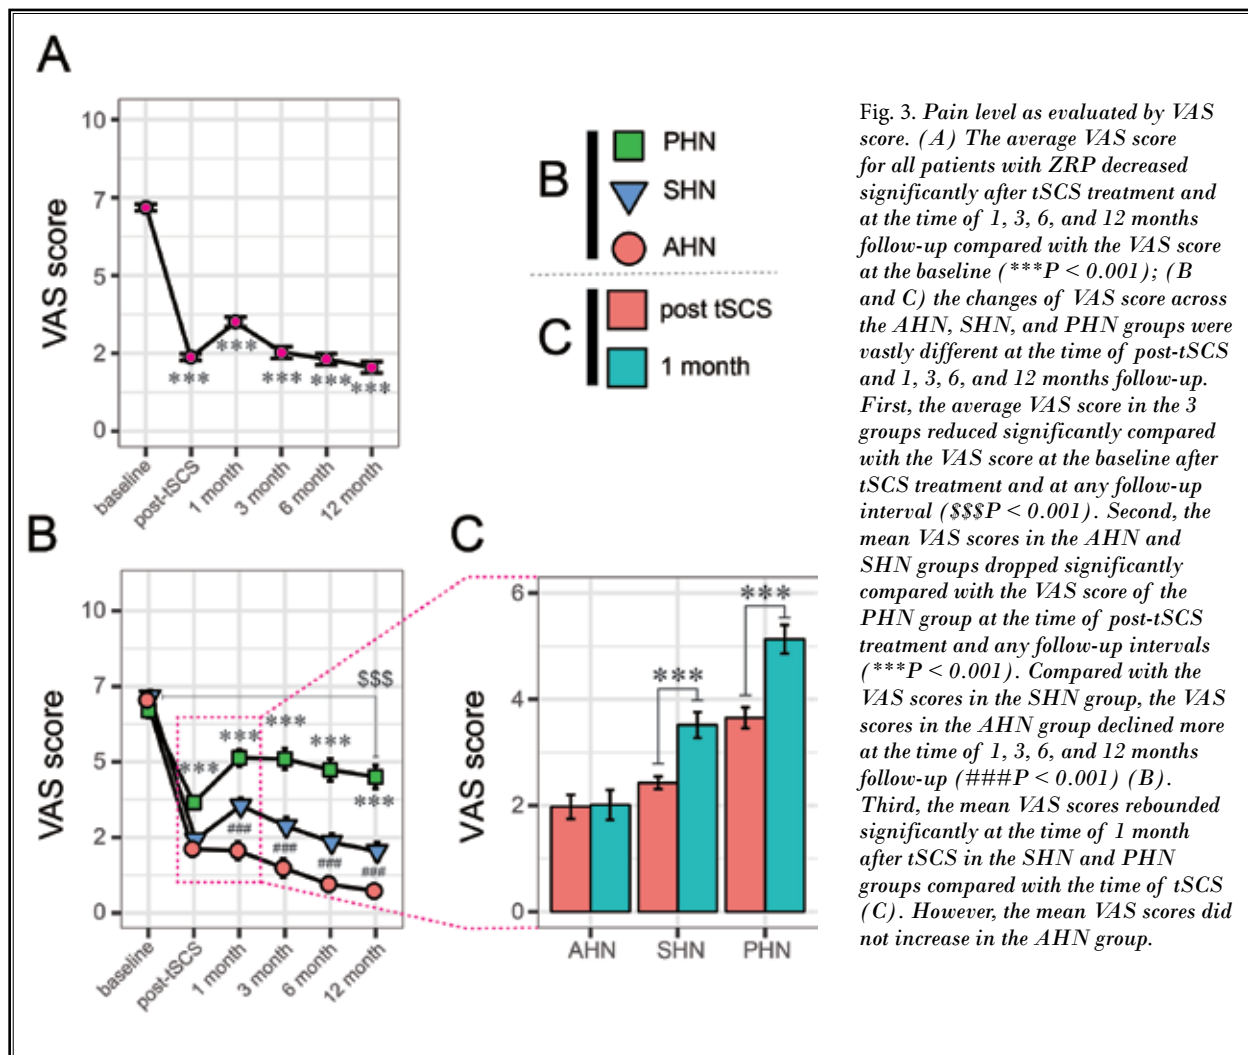 A
10
7
5
2
0
VAS score
***
***
***
***
***
baseline
post-tSCS
1 month
3 month
6 month
12 month
B
PHN
SHN
AHN
C
post tSCS
1 month
B
10
7
5
2
0
VAS score
$$$
***
***
***
***
***
###
###
###
###
baseline
post-tSCS
1 month
3 month
6 month
12 month
C
6
4
2
0
VAS score
***
***
AHN
SHN
PHN
Fig. 3. Pain level as evaluated by VAS
score. (A) The average VAS score
for all patients with ZRP decreased
significantly after tSCS treatment and
at the time of 1, 3, 6, and 12 months
follow-up compared with the VAS score
at the baseline (***P < 0.001); (B
and C) the changes of VAS score across
the AHN, SHN, and PHN groups were
vastly different at the time of post-tSCS
and 1, 3, 6, and 12 months follow-up.
First, the average VAS score in the 3
groups reduced significantly compared
with the VAS score at the baseline after
tSCS treatment and at any follow-up
interval ($$$P < 0.001). Second, the
mean VAS scores in the AHN and
SHN groups dropped significantly
compared with the VAS score of the
PHN group at the time of post-tSCS
treatment and any follow-up intervals
(***P < 0.001). Compared with the
VAS scores in the SHN group, the VAS
scores in the AHN group declined more
at the time of 1, 3, 6, and 12 months
follow-up (###P < 0.001) (B).
Third, the mean VAS scores rebounded
significantly at the time of 1 month
after tSCS in the SHN and PHN
groups compared with the time of tSCS
(C). However, the mean VAS scores did
not increase in the AHN group.